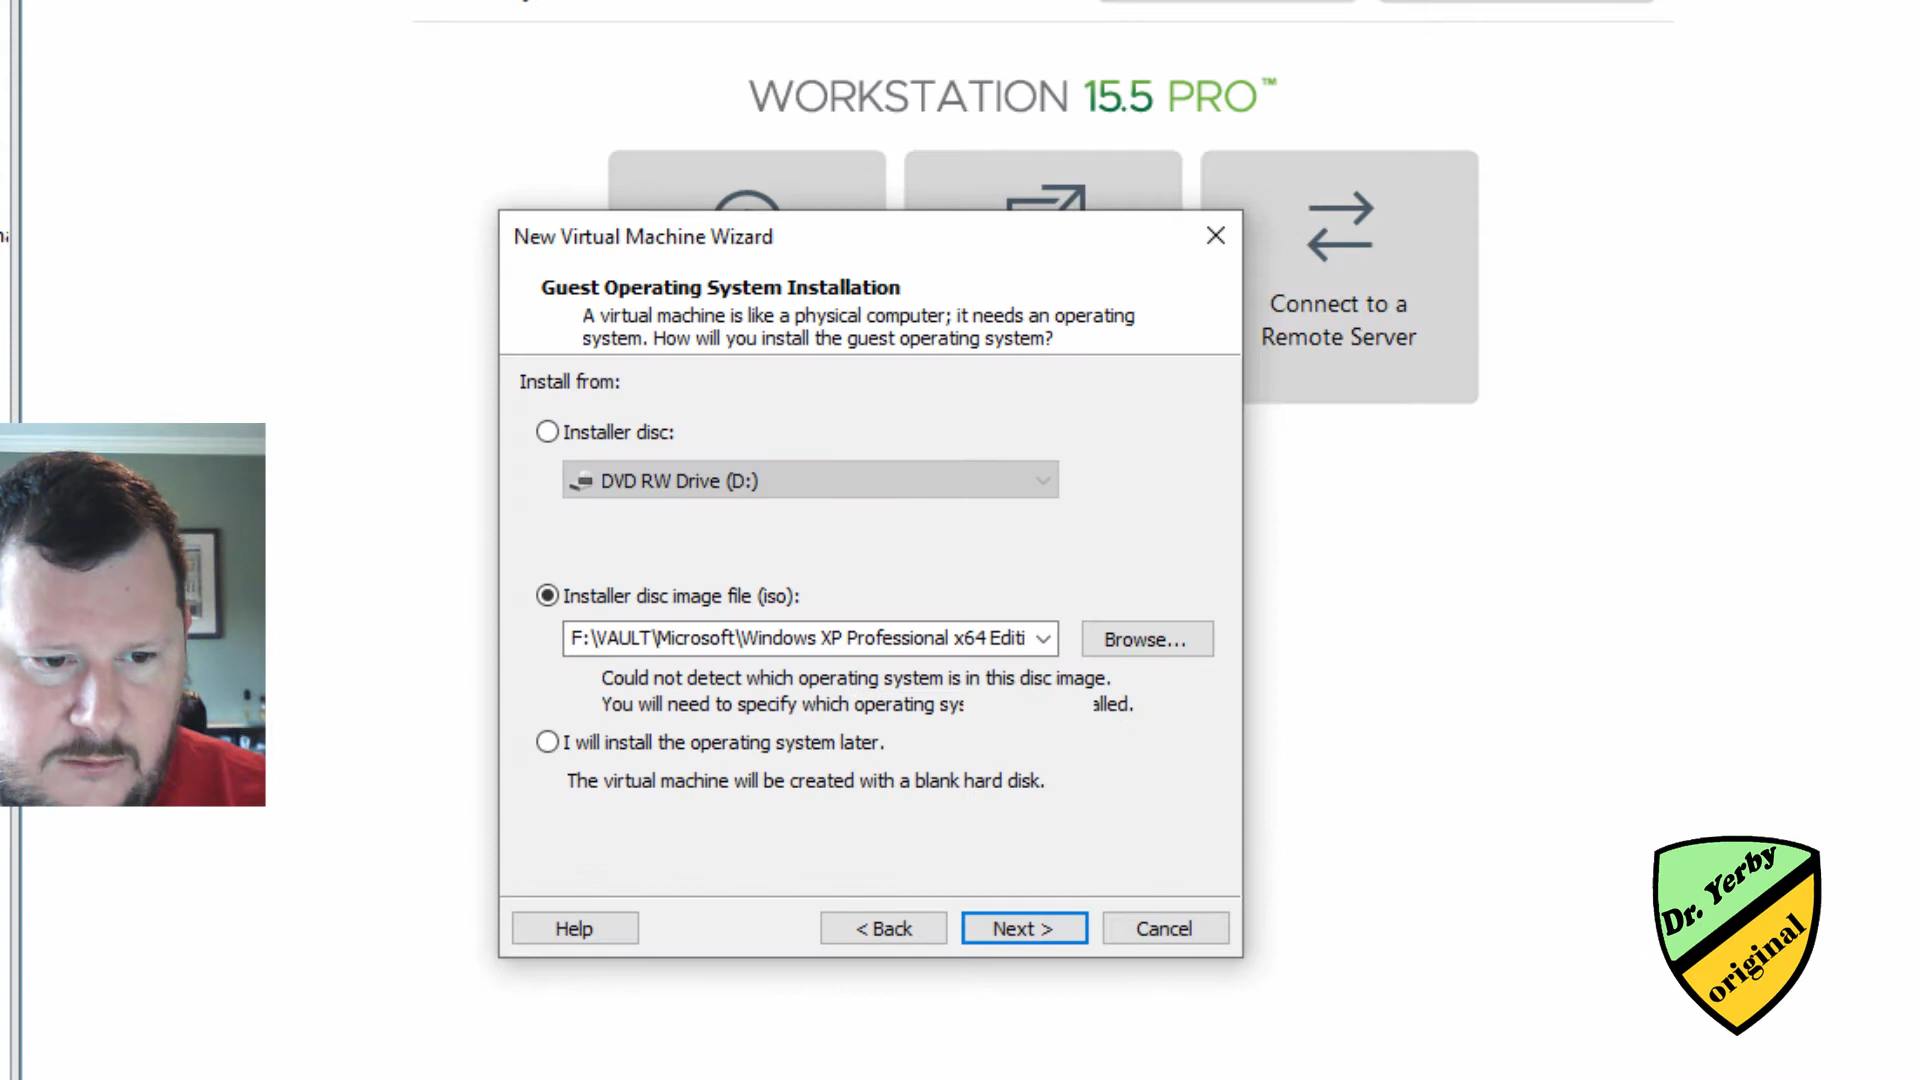 WORKSTATION 15.5 PRO™
Connect to a
Remote Server
New Virtual Machine Wizard
Guest Operating System Installation
A virtual machine is like a physical computer; it needs an operating
system. How will you install the guest operating system?
Install from:
Installer disc:
DVD RW Drive (D:)
Installer disc image file (iso):
F:\VAULT\Microsoft\Windows XP Professional x64 Editi
Browse...
Could not detect which operating system is in this disc image.
You will need to specify which operating
I will install the operating system later.
The virtual machine will be created with a blank hard disk.
Help
< Back
Next >
Cancel
Dr. Yerby
original